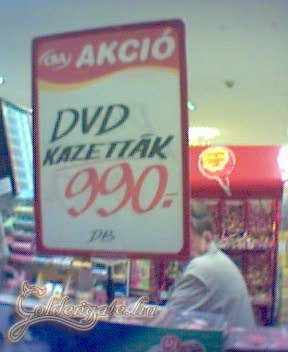 CBA AKCIÓ
DVD
KAZETTÁK
990.-
/DB
Goldengate.hu